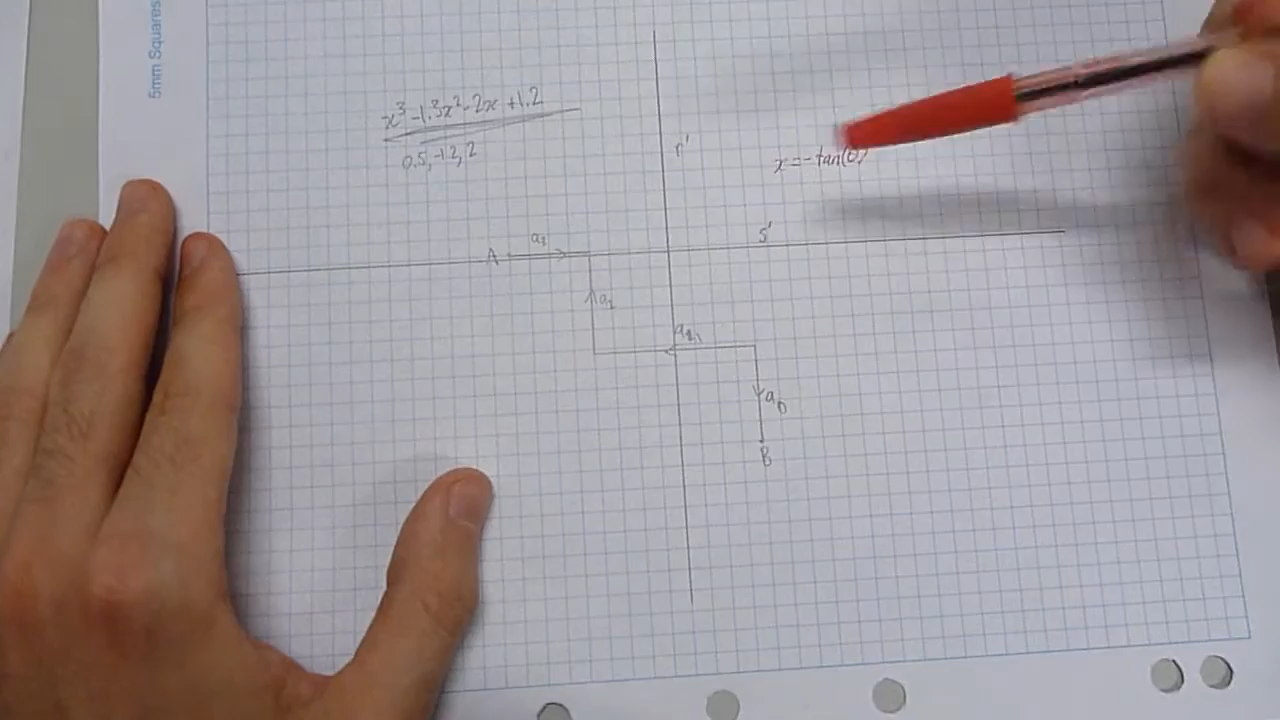 5mm Squares
x³-1.3x²-2x+1.2
0.5,-1.2,2
r'
x=-tan(θ)
s'
A
a₃
a₂
a₁
a₀
B